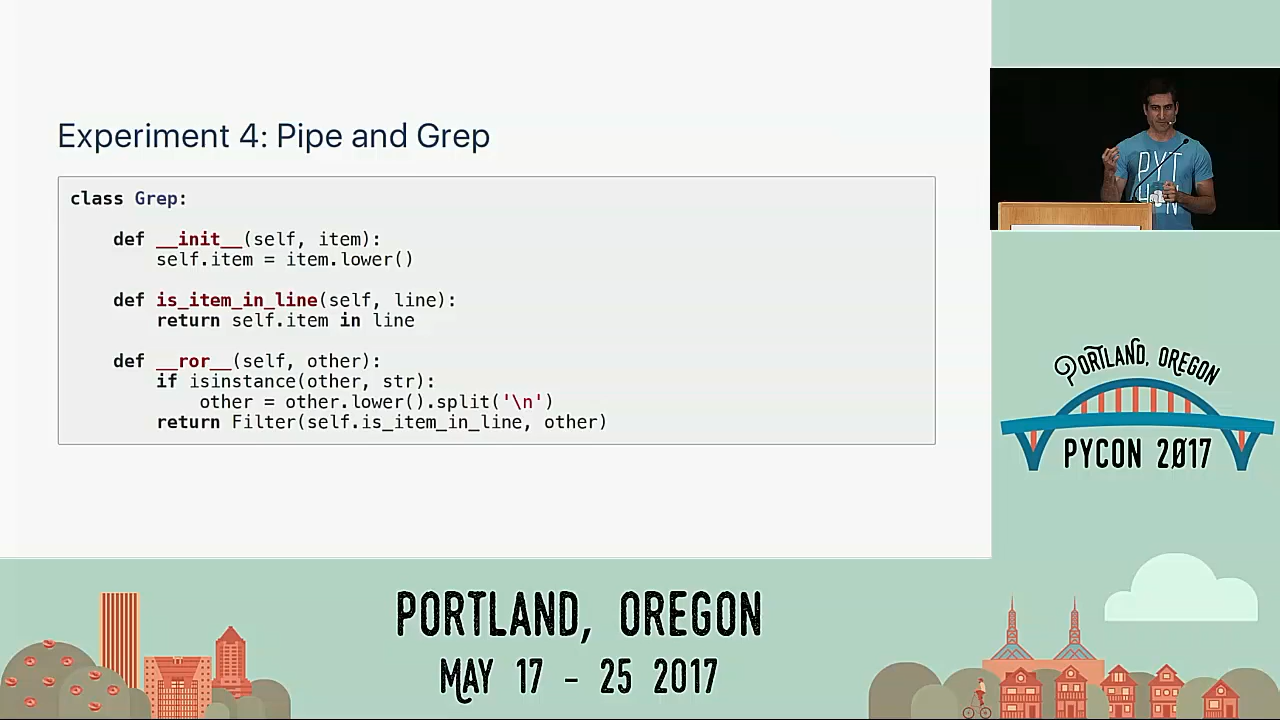 Experiment 4: Pipe and Grep
class Grep:
def __init__(self, item):
self.item = item.lower()
def is_item_in_line(self, line):
return self.item in line
def __ror__(self, other):
if isinstance(other, str):
other = other.lower().split('\n')
return Filter(self.is_item_in_line, other)
PYT
HON
PORTLAND, OREGON
PYCON 2017
PORTLAND, OREGON
MAY 17 - 25 2017